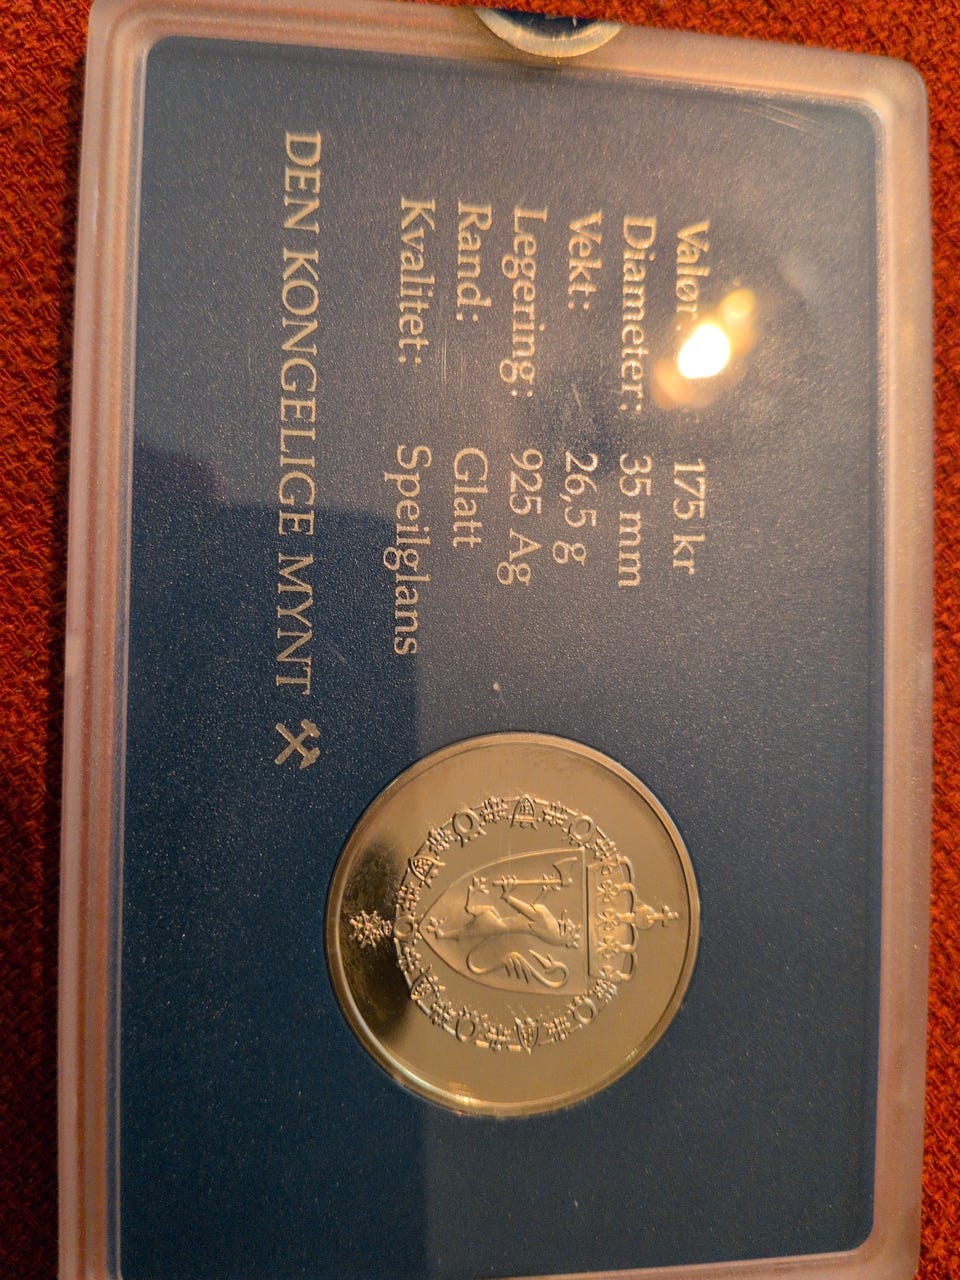 Valør: 175 kr
Diameter: 35 mm
Vekt: 26,5 g
Legering: 925 Ag
Rand: Glatt
Kvalitet: Speilglans
DEN KONGELIGE MYNT